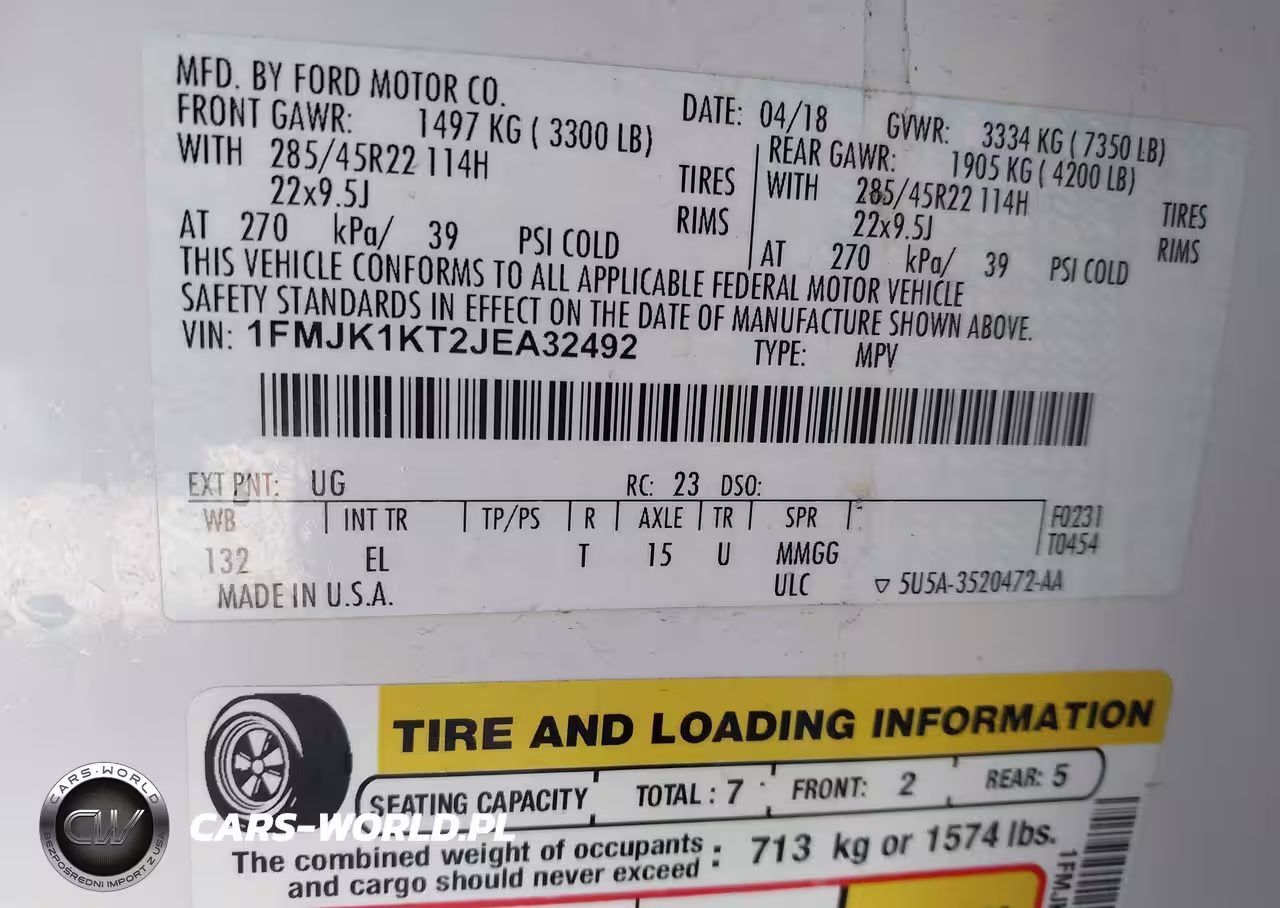 MFD. BY FORD MOTOR CO.
DATE: 04/18 GVWR: 3334 KG ( 7350 LB)
FRONT GAWR: 1497 KG ( 3300 LB)
REAR GAWR: 1905 KG ( 4200 LB)
WITH 285/45R22 114H TIRES
WITH 285/45R22 114H TIRES
22x9.5J RIMS
22x9.5J RIMS
AT 270 kPa/ 39 PSI COLD
AT 270 kPa/ 39 PSI COLD
THIS VEHICLE CONFORMS TO ALL APPLICABLE FEDERAL MOTOR VEHICLE
SAFETY STANDARDS IN EFFECT ON THE DATE OF MANUFACTURE SHOWN ABOVE.
VIN: 1FMJK1KT2JEA32492 TYPE: MPV
EXT PNT: UG RC: 23 DSO:
WB INT TR TP/PS R AXLE TR SPR F0231
132 EL T 15 U MMGG T0454
MADE IN U.S.A. ULC ▽ 5U5A-3520472-AA
TIRE AND LOADING INFORMATION
SEATING CAPACITY TOTAL : 7 FRONT: 2 REAR: 5
The combined weight of occupants : 713 kg or 1574 lbs.
and cargo should never exceed
1FMJK
CARS-WORLD
CW
BEZPOŚREDNI IMPORT Z USA
CARS-WORLD.PL